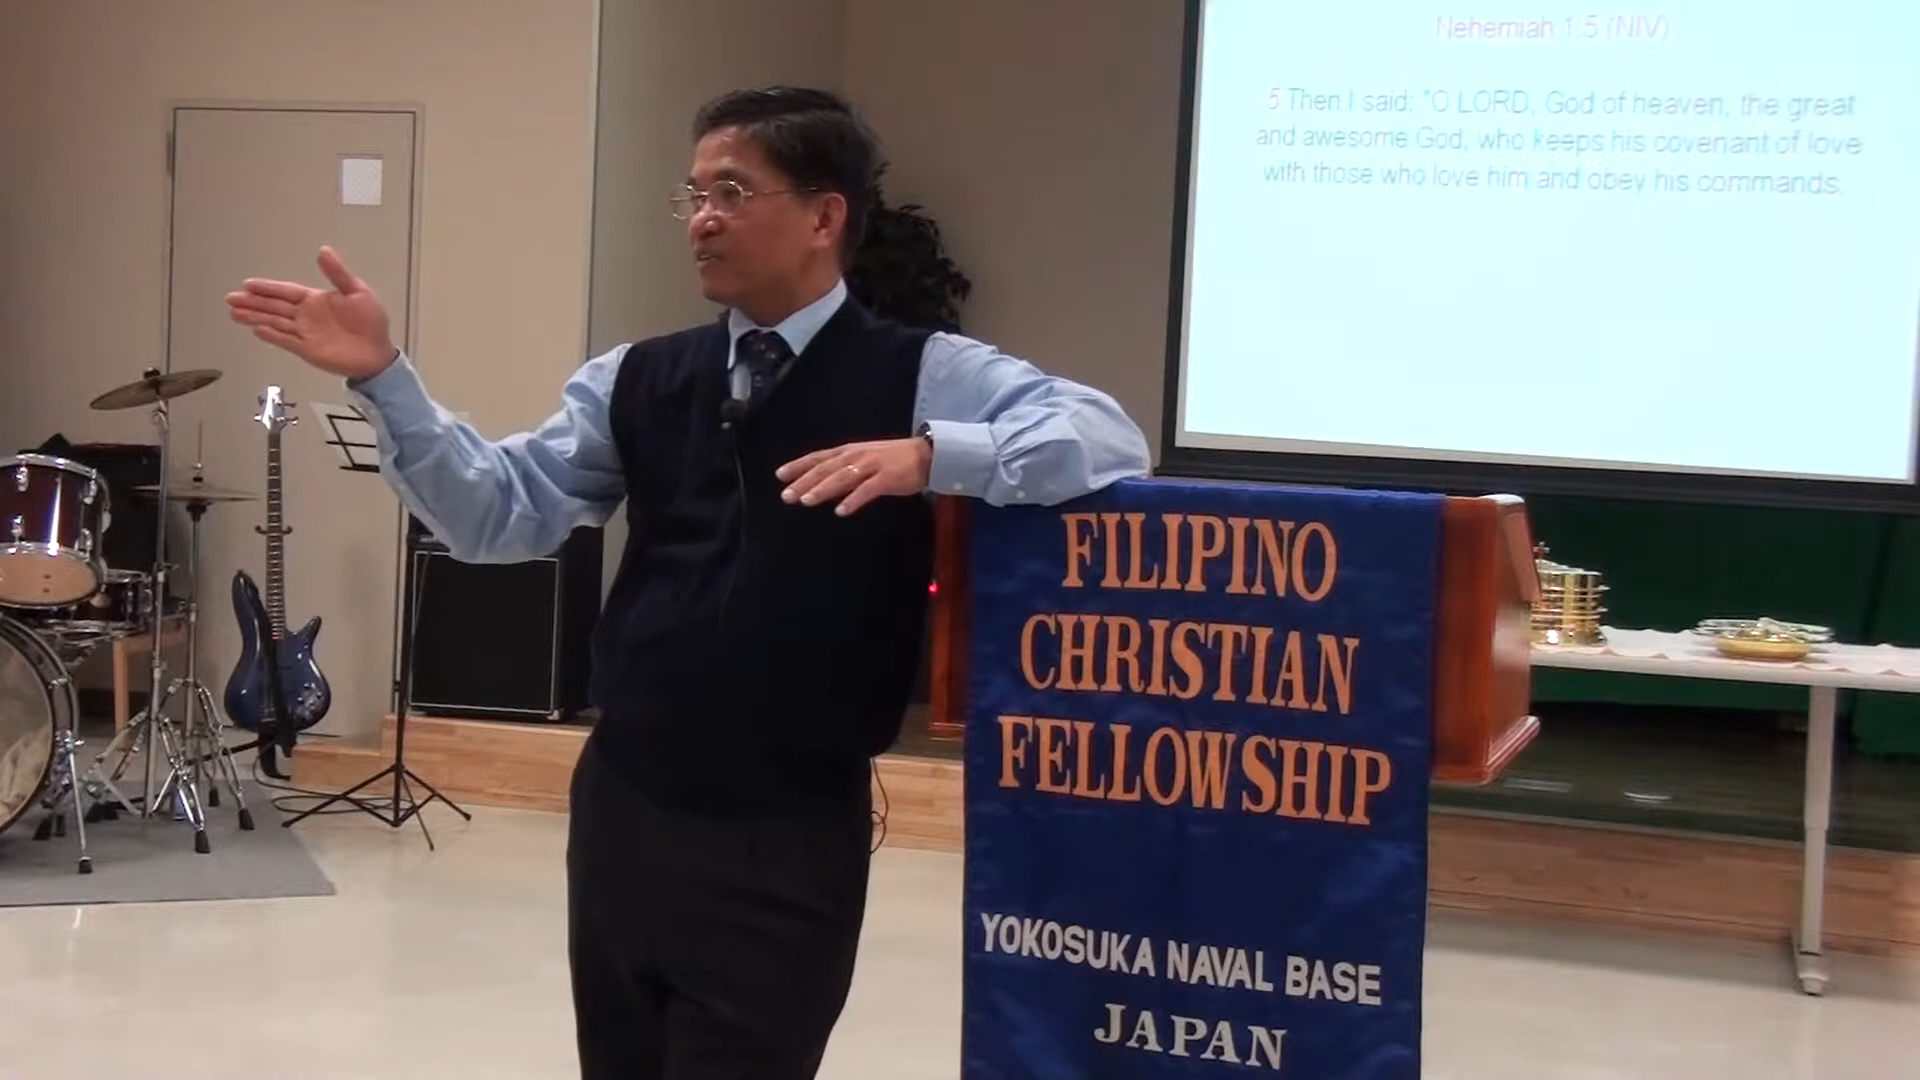 Nehemiah 1:5 (NIV)
5 Then I said: "O LORD, God of heaven, the great
and awesome God, who keeps his covenant of love
with those who love him and obey his commands,
FILIPINO
CHRISTIAN
FELLOWSHIP
YOKOSUKA NAVAL BASE
JAPAN